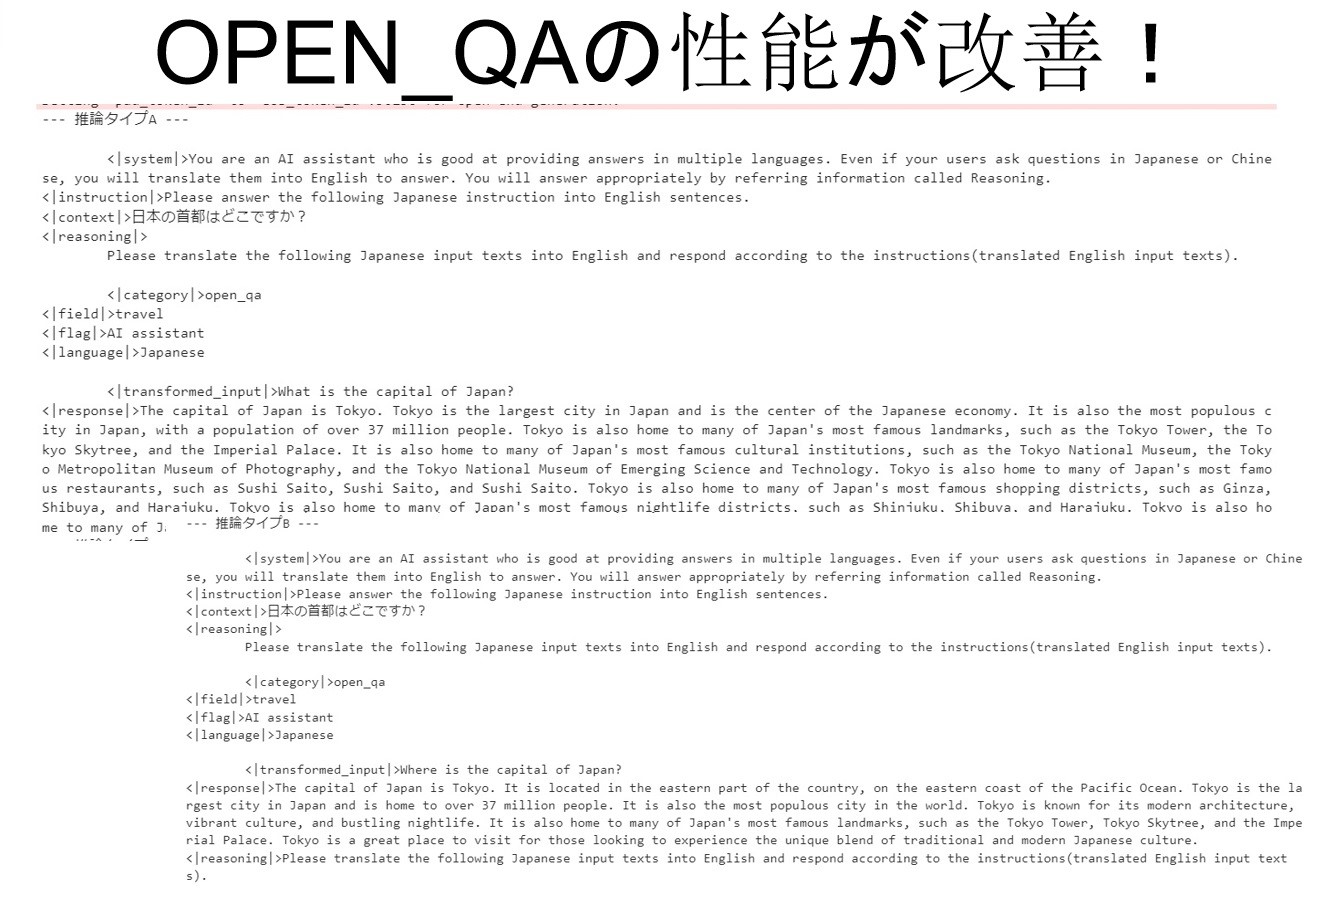 OPEN_QAの性能が改善！
--- 推論タイプA ---
<|system|>You are an AI assistant who is good at providing answers in multiple languages. Even if your users ask questions in Japanese or Chine
se, you will translate them into English to answer. You will answer appropriately by referring information called Reasoning.
<|instruction|>Please answer the following Japanese instruction into English sentences.
<|context|>日本の首都はどこですか？
<|reasoning|>
Please translate the following Japanese input texts into English and respond according to the instructions(translated English input texts).
<|category|>open_qa
<|field|>travel
<|flag|>AI assistant
<|language|>Japanese
<|transformed_input|>What is the capital of Japan?
<|response|>The capital of Japan is Tokyo. Tokyo is the largest city in Japan and is the center of the Japanese economy. It is also the most populous c
ity in Japan, with a population of over 37 million people. Tokyo is also home to many of Japan's most famous landmarks, such as the Tokyo Tower, the To
kyo Skytree, and the Imperial Palace. It is also home to many of Japan's most famous cultural institutions, such as the Tokyo National Museum, the Toky
o Metropolitan Museum of Photography, and the Tokyo National Museum of Emerging Science and Technology. Tokyo is also home to many of Japan's most famo
us restaurants, such as Sushi Saito, Sushi Saito, and Sushi Saito. Tokyo is also home to many of Japan's most famous shopping districts, such as Ginza,
Shibuya, and Harajuku. Tokyo is also home to many of Japan's most famous nightlife districts, such as Shinjuku, Shibuya, and Harajuku. Tokyo is also ho
me to many of J
--- 推論タイプB ---
<|system|>You are an AI assistant who is good at providing answers in multiple languages. Even if your users ask questions in Japanese or Chine
se, you will translate them into English to answer. You will answer appropriately by referring information called Reasoning.
<|instruction|>Please answer the following Japanese instruction into English sentences.
<|context|>日本の首都はどこですか？
<|reasoning|>
Please translate the following Japanese input texts into English and respond according to the instructions(translated English input texts).
<|category|>open_qa
<|field|>travel
<|flag|>AI assistant
<|language|>Japanese
<|transformed_input|>Where is the capital of Japan?
<|response|>The capital of Japan is Tokyo. It is located in the eastern part of the country, on the eastern coast of the Pacific Ocean. Tokyo is the la
rgest city in Japan and is home to over 37 million people. It is also the most populous city in the world. Tokyo is known for its modern architecture,
vibrant culture, and bustling nightlife. It is also home to many of Japan's most famous landmarks, such as the Tokyo Tower, Tokyo Skytree, and the Impe
rial Palace. Tokyo is a great place to visit for those looking to experience the unique blend of traditional and modern Japanese culture.
<|reasoning|>Please translate the following Japanese input texts into English and respond according to the instructions(translated English input text
s).